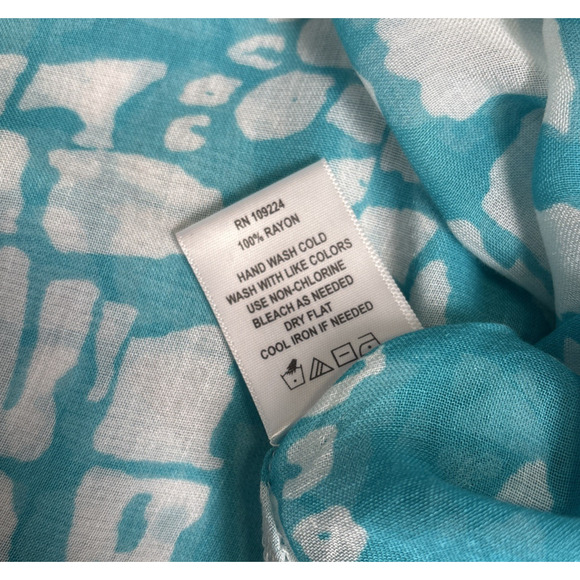 RN 109224
100% RAYON
HAND WASH COLD
WASH WITH LIKE COLORS
USE NON-CHLORINE
BLEACH AS NEEDED
DRY FLAT
COOL IRON IF NEEDED